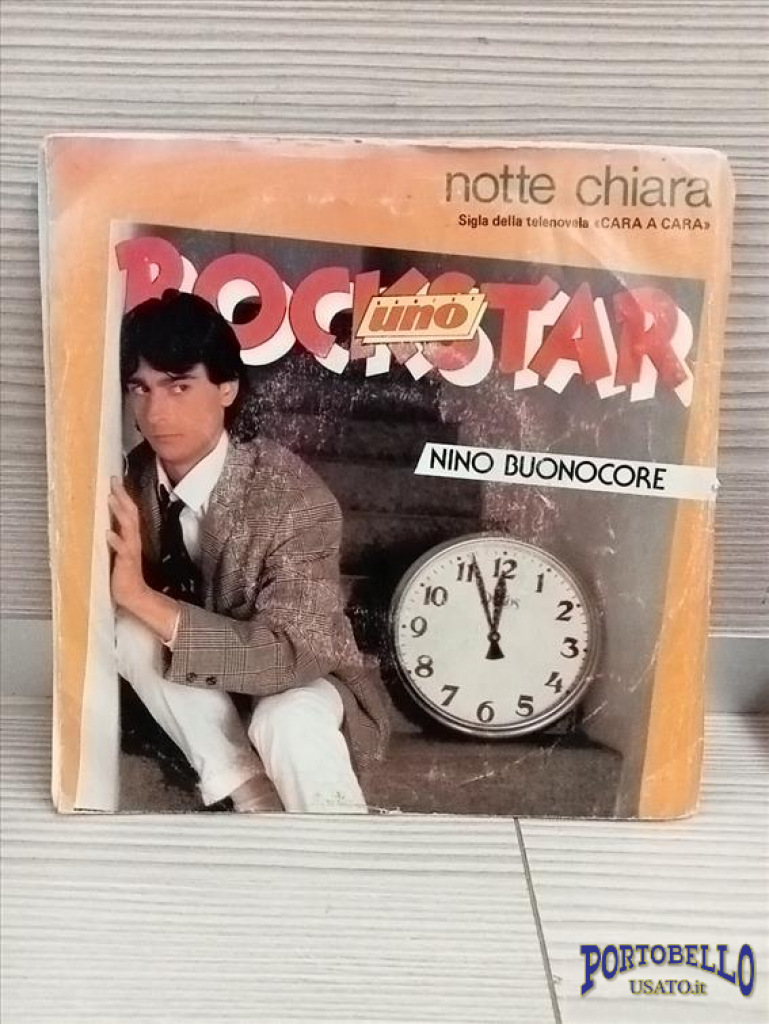 notte chiara
Sigla della telenovela «CARA A CARA»
ROCKSTAR
uno
NINO BUONOCORE
11 12 1
10 2
9 3
8 4
7 6 5
PORTOBELLO
USATO.it